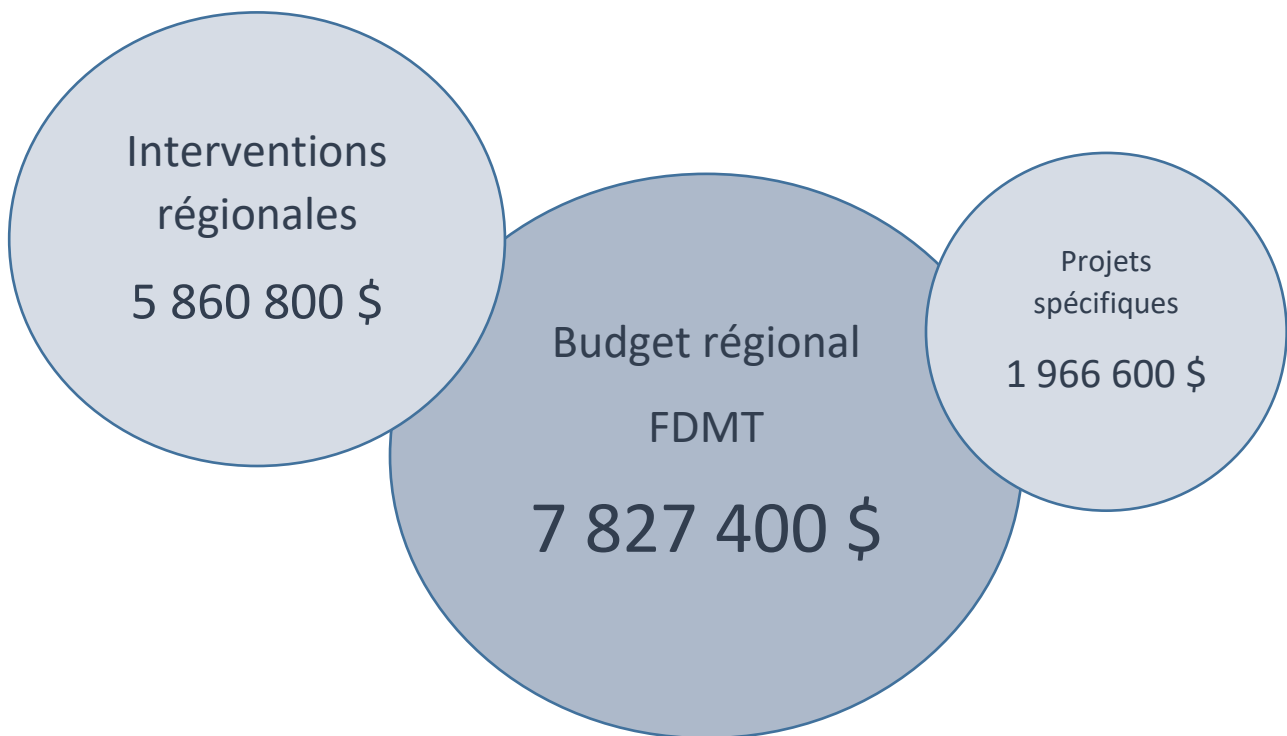 Interventions
régionales
5 860 800 $
Budget régional
FDMT
7 827 400 $
Projets
spécifiques
1 966 600 $